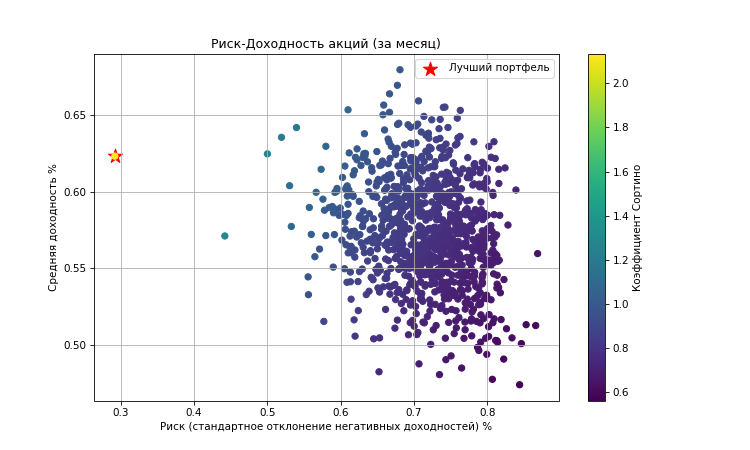 Риск-Доходность акций (за месяц)
Лучший портфель
Средняя доходность %
0.65
0.60
0.55
0.50
0.3 0.4 0.5 0.6 0.7 0.8
Риск (стандартное отклонение негативных доходностей) %
2.0
1.8
1.6
1.4
1.2
1.0
0.8
0.6
Коэффициент Сортино